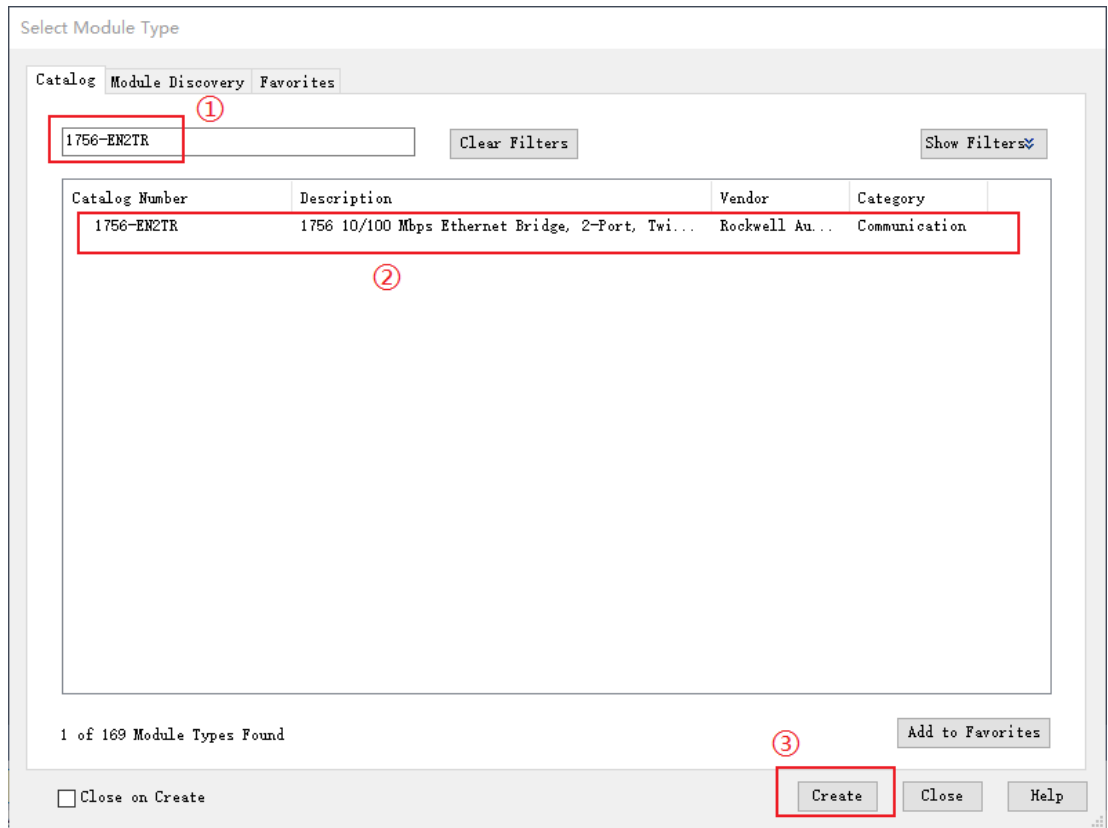 Select Module Type
Catalog Module Discovery Favorites
①
1756-EN2TR Clear Filters Show Filters
Catalog Number Description Vendor Category
1756-EN2TR 1756 10/100 Mbps Ethernet Bridge, 2-Port, Twi... Rockwell Au... Communication
②
1 of 169 Module Types Found Add to Favorites
③
Close on Create Create Close Help